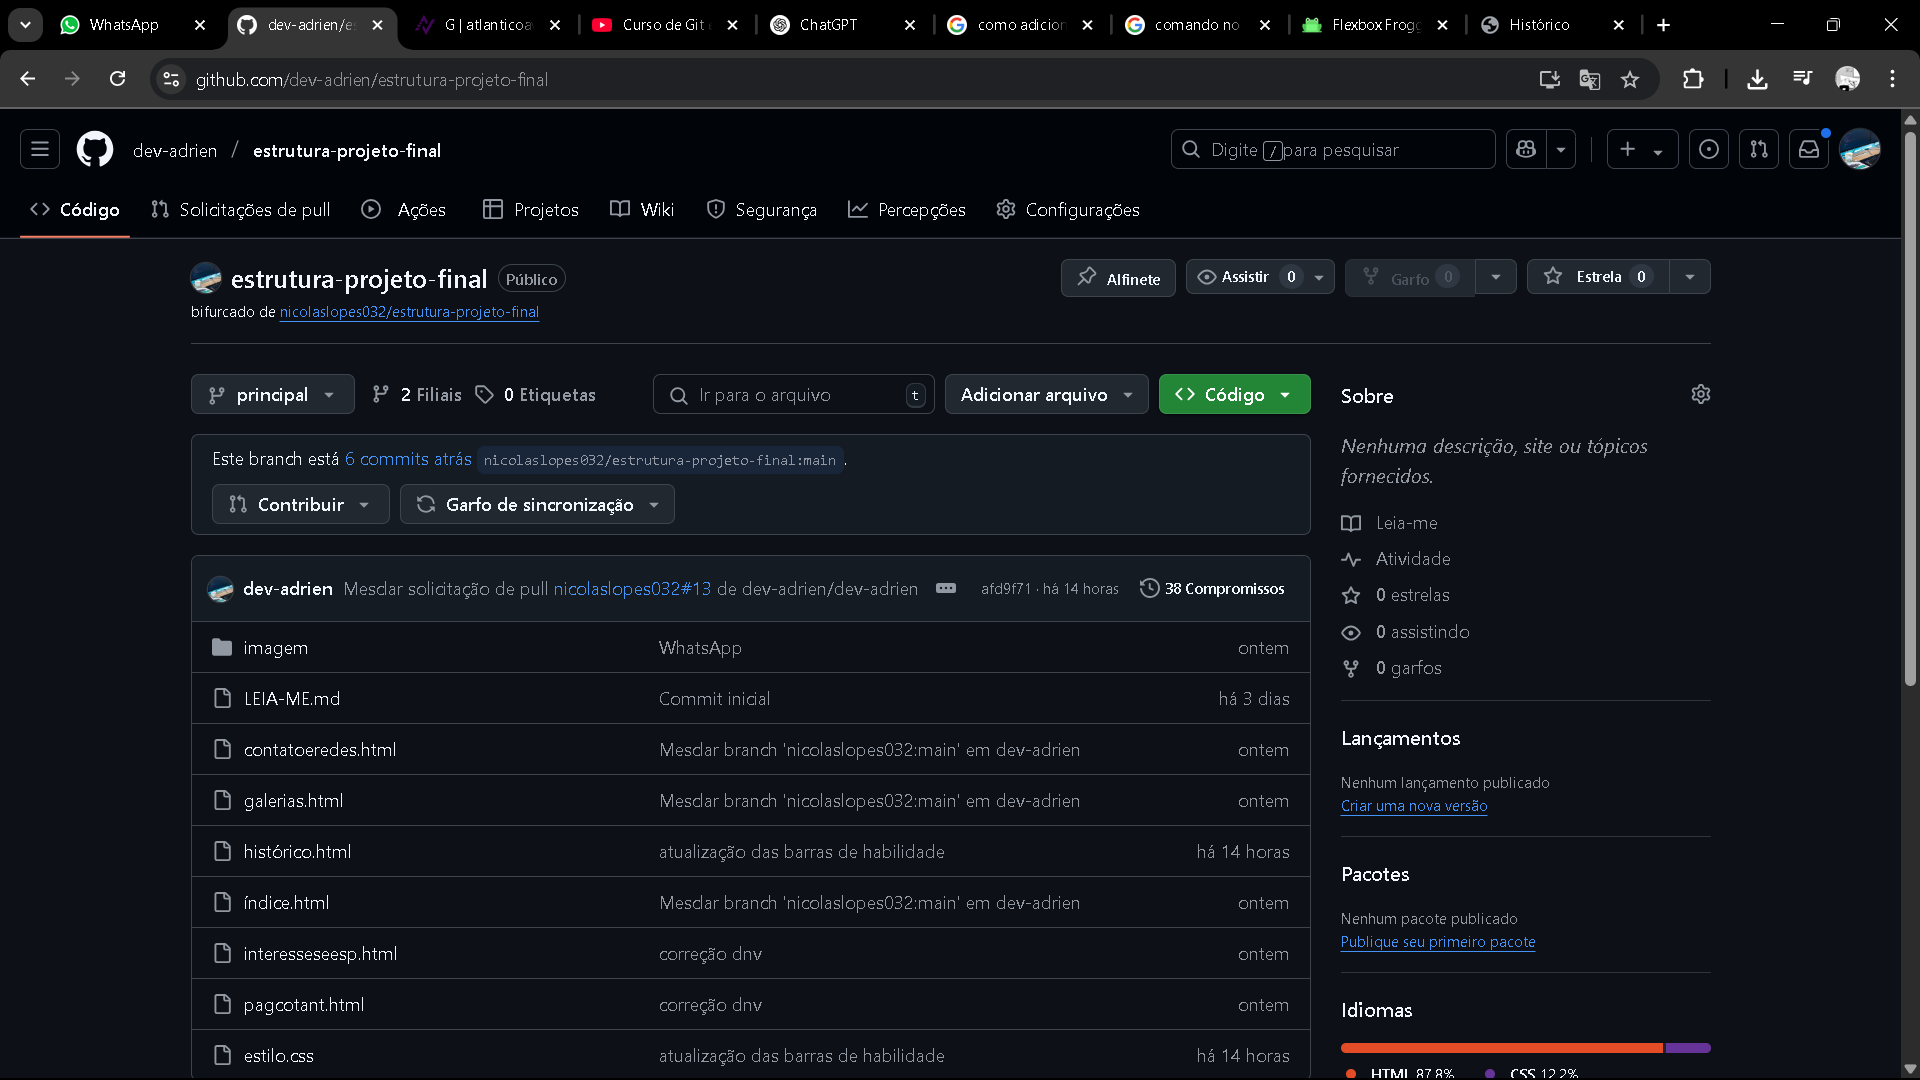 WhatsApp
dev-adrien/es
G | atlanticoa
Curso de Git
ChatGPT
como adicion
comando no
Flexbox Frogg
Histórico
github.com/dev-adrien/estrutura-projeto-final
dev-adrien / estrutura-projeto-final
Digite / para pesquisar
Código
Solicitações de pull
Ações
Projetos
Wiki
Segurança
Percepções
Configurações
estrutura-projeto-final Público
bifurcado de nicolaslopes032/estrutura-projeto-final
Alfinete
Assistir 0
Garfo 0
Estrela 0
principal
2 Filiais
0 Etiquetas
Ir para o arquivo t
Adicionar arquivo
Código
Este branch está 6 commits atrás nicolaslopes032/estrutura-projeto-final:main .
Contribuir
Garfo de sincronização
dev-adrien Mesclar solicitação de pull nicolaslopes032#13 de dev-adrien/dev-adrien afd9f71 · há 14 horas 38 Compromissos
imagem WhatsApp ontem
LEIA-ME.md Commit inicial há 3 dias
contatoeredes.html Mesclar branch 'nicolaslopes032:main' em dev-adrien ontem
galerias.html Mesclar branch 'nicolaslopes032:main' em dev-adrien ontem
histórico.html atualização das barras de habilidade há 14 horas
índice.html Mesclar branch 'nicolaslopes032:main' em dev-adrien ontem
interesseseesp.html correção dnv ontem
pagcotant.html correção dnv ontem
estilo.css atualização das barras de habilidade há 14 horas
Sobre
Nenhuma descrição, site ou tópicos
fornecidos.
Leia-me
Atividade
0 estrelas
0 assistindo
0 garfos
Lançamentos
Nenhum lançamento publicado
Criar uma nova versão
Pacotes
Nenhum pacote publicado
Publique seu primeiro pacote
Idiomas
HTML 87.8% CSS 12.2%